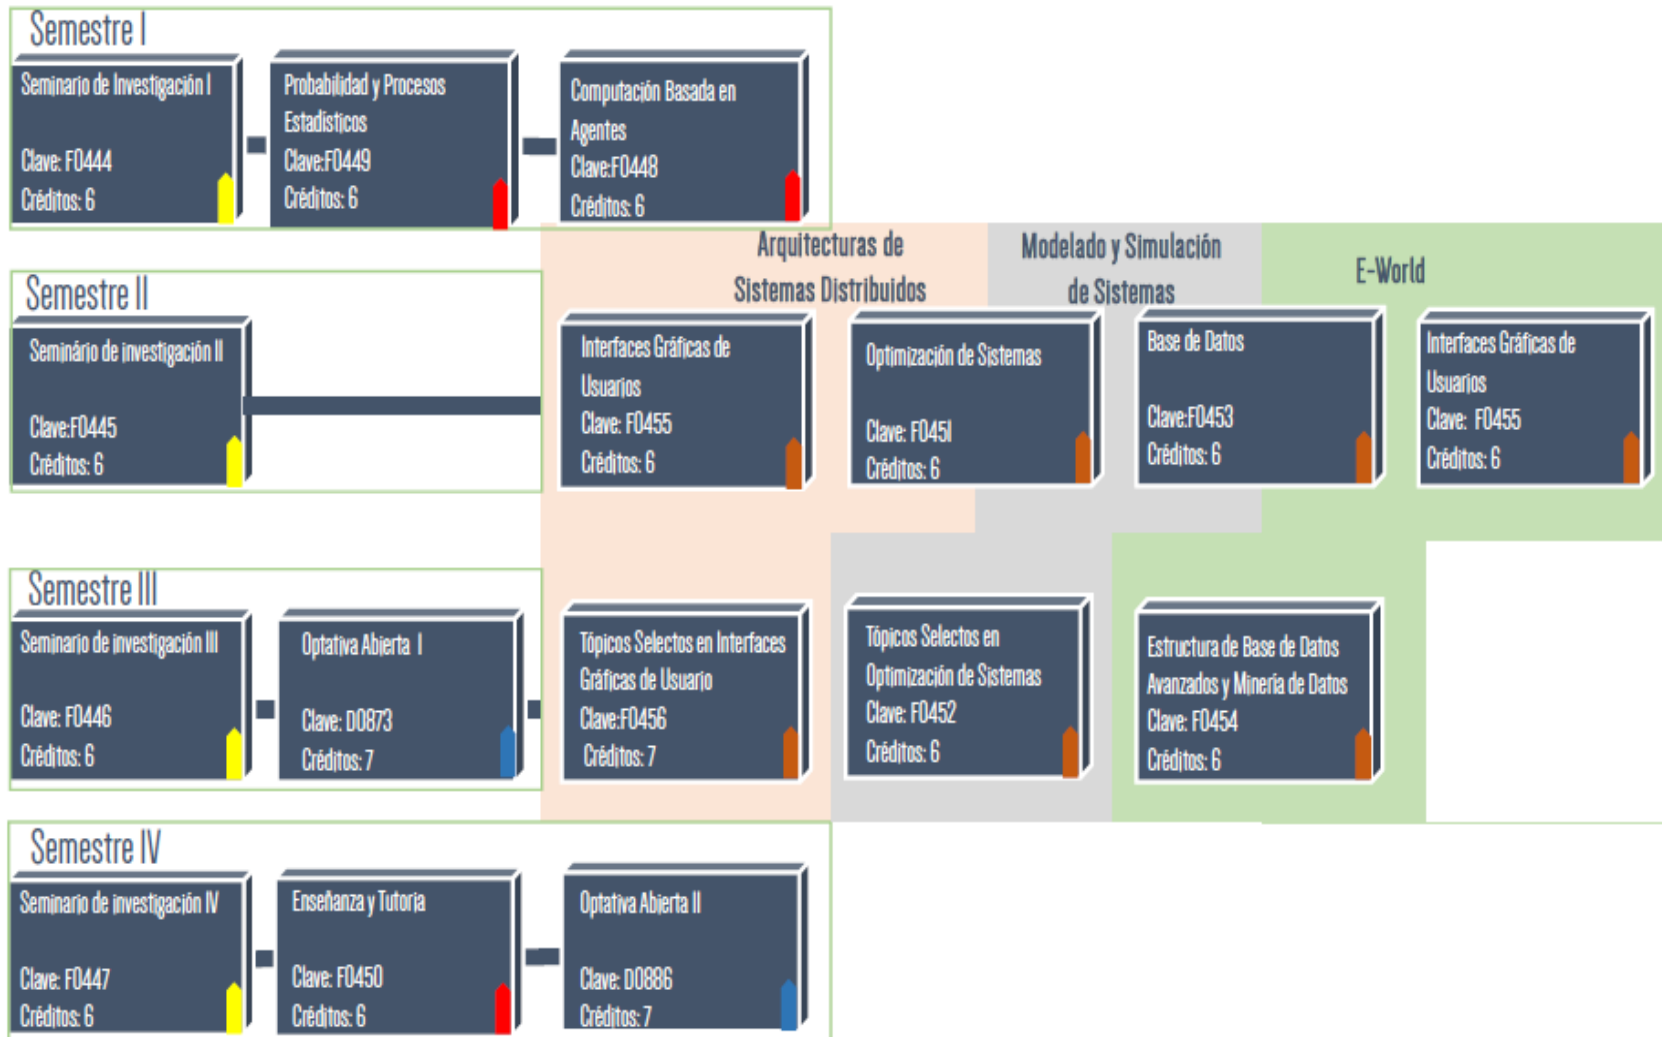 Semestre I
Seminario de Investigación I
Clave: F0444
Créditos: 6
Probabilidad y Procesos
Estadísticos
Clave:F0449
Créditos: 6
Computación Basada en
Agentes
Clave:F0448
Créditos: 6
Arquitecturas de
Sistemas Distribuidos
Modelado y Simulación
de Sistemas
E-World
Semestre II
Seminário de investigación II
Clave:F0445
Créditos: 6
Interfaces Gráficas de
Usuarios
Clave: F0455
Créditos: 6
Optimización de Sistemas
Clave: F0451
Créditos: 6
Base de Datos
Clave:F0453
Créditos: 6
Interfaces Gráficas de
Usuarios
Clave: F0455
Créditos: 6
Semestre III
Seminario de investigación III
Clave: F0446
Créditos: 6
Optativa Abierta I
Clave: D0873
Créditos: 7
Tópicos Selectos en Interfaces
Gráficas de Usuario
Clave:F0456
Créditos: 7
Tópicos Selectos en
Optimización de Sistemas
Clave: F0452
Créditos: 6
Estructura de Base de Datos
Avanzados y Minería de Datos
Clave: F0454
Créditos: 6
Semestre IV
Seminario de investigación IV
Clave: F0447
Créditos: 6
Enseñanza y Tutoria
Clave: F0450
Créditos: 6
Optativa Abierta II
Clave: D0886
Créditos: 7